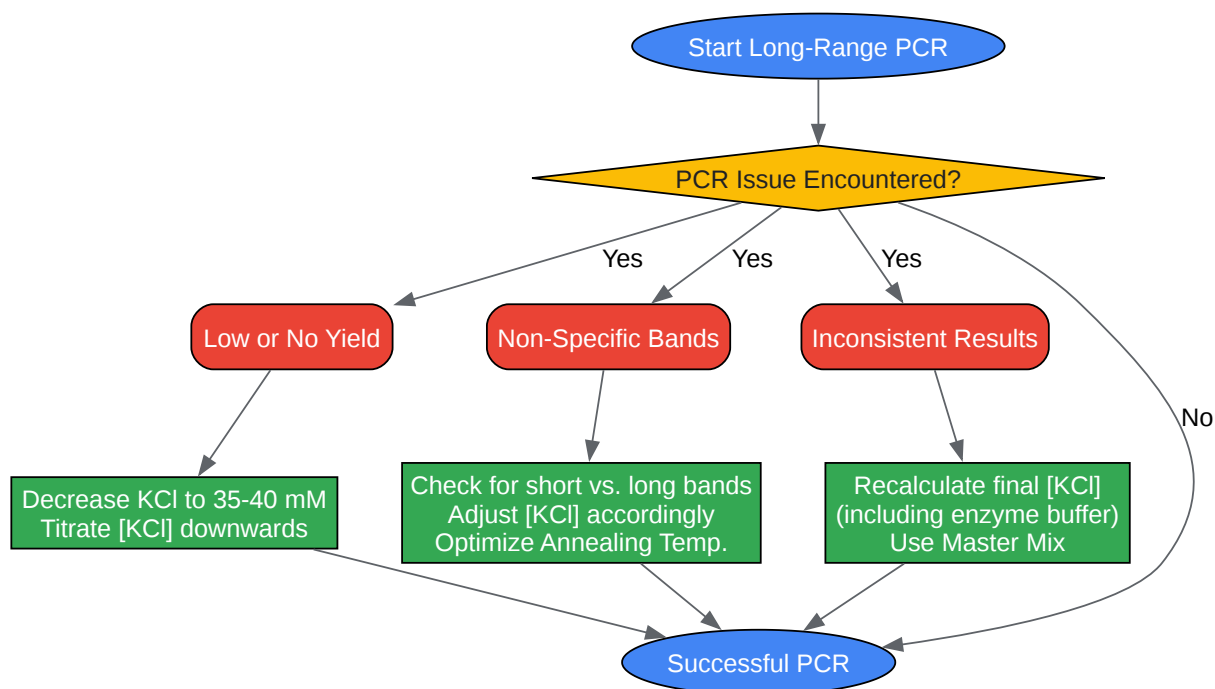 Start Long-Range PCR
PCR Issue Encountered?
Yes
Yes
Yes
Low or No Yield
Non-Specific Bands
Inconsistent Results
No
Decrease KCl to 35-40 mM
Titrate [KCl] downwards
Check for short vs. long bands
Adjust [KCl] accordingly
Optimize Annealing Temp.
Recalculate final [KCl]
(including enzyme buffer)
Use Master Mix
Successful PCR